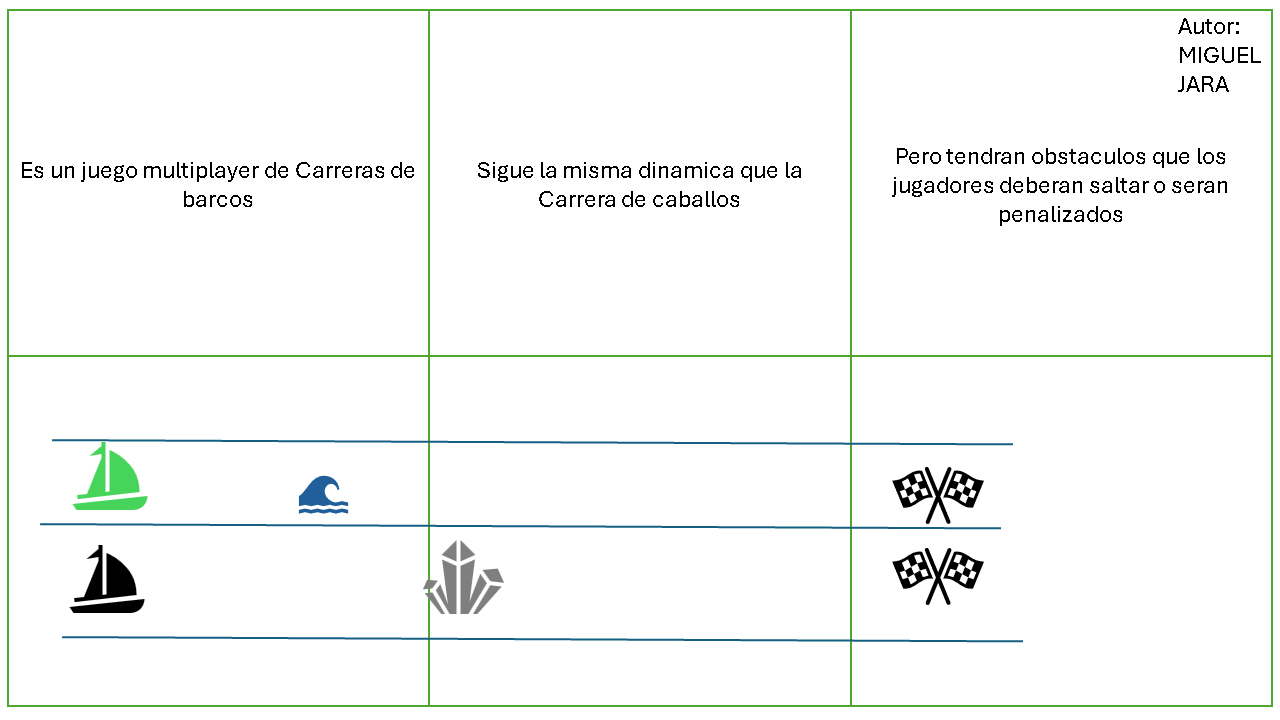 Autor:
MIGUEL
JARA
Es un juego multiplayer de Carreras de
barcos
Sigue la misma dinamica que la
Carrera de caballos
Pero tendran obstaculos que los
jugadores deberan saltar o seran
penalizados